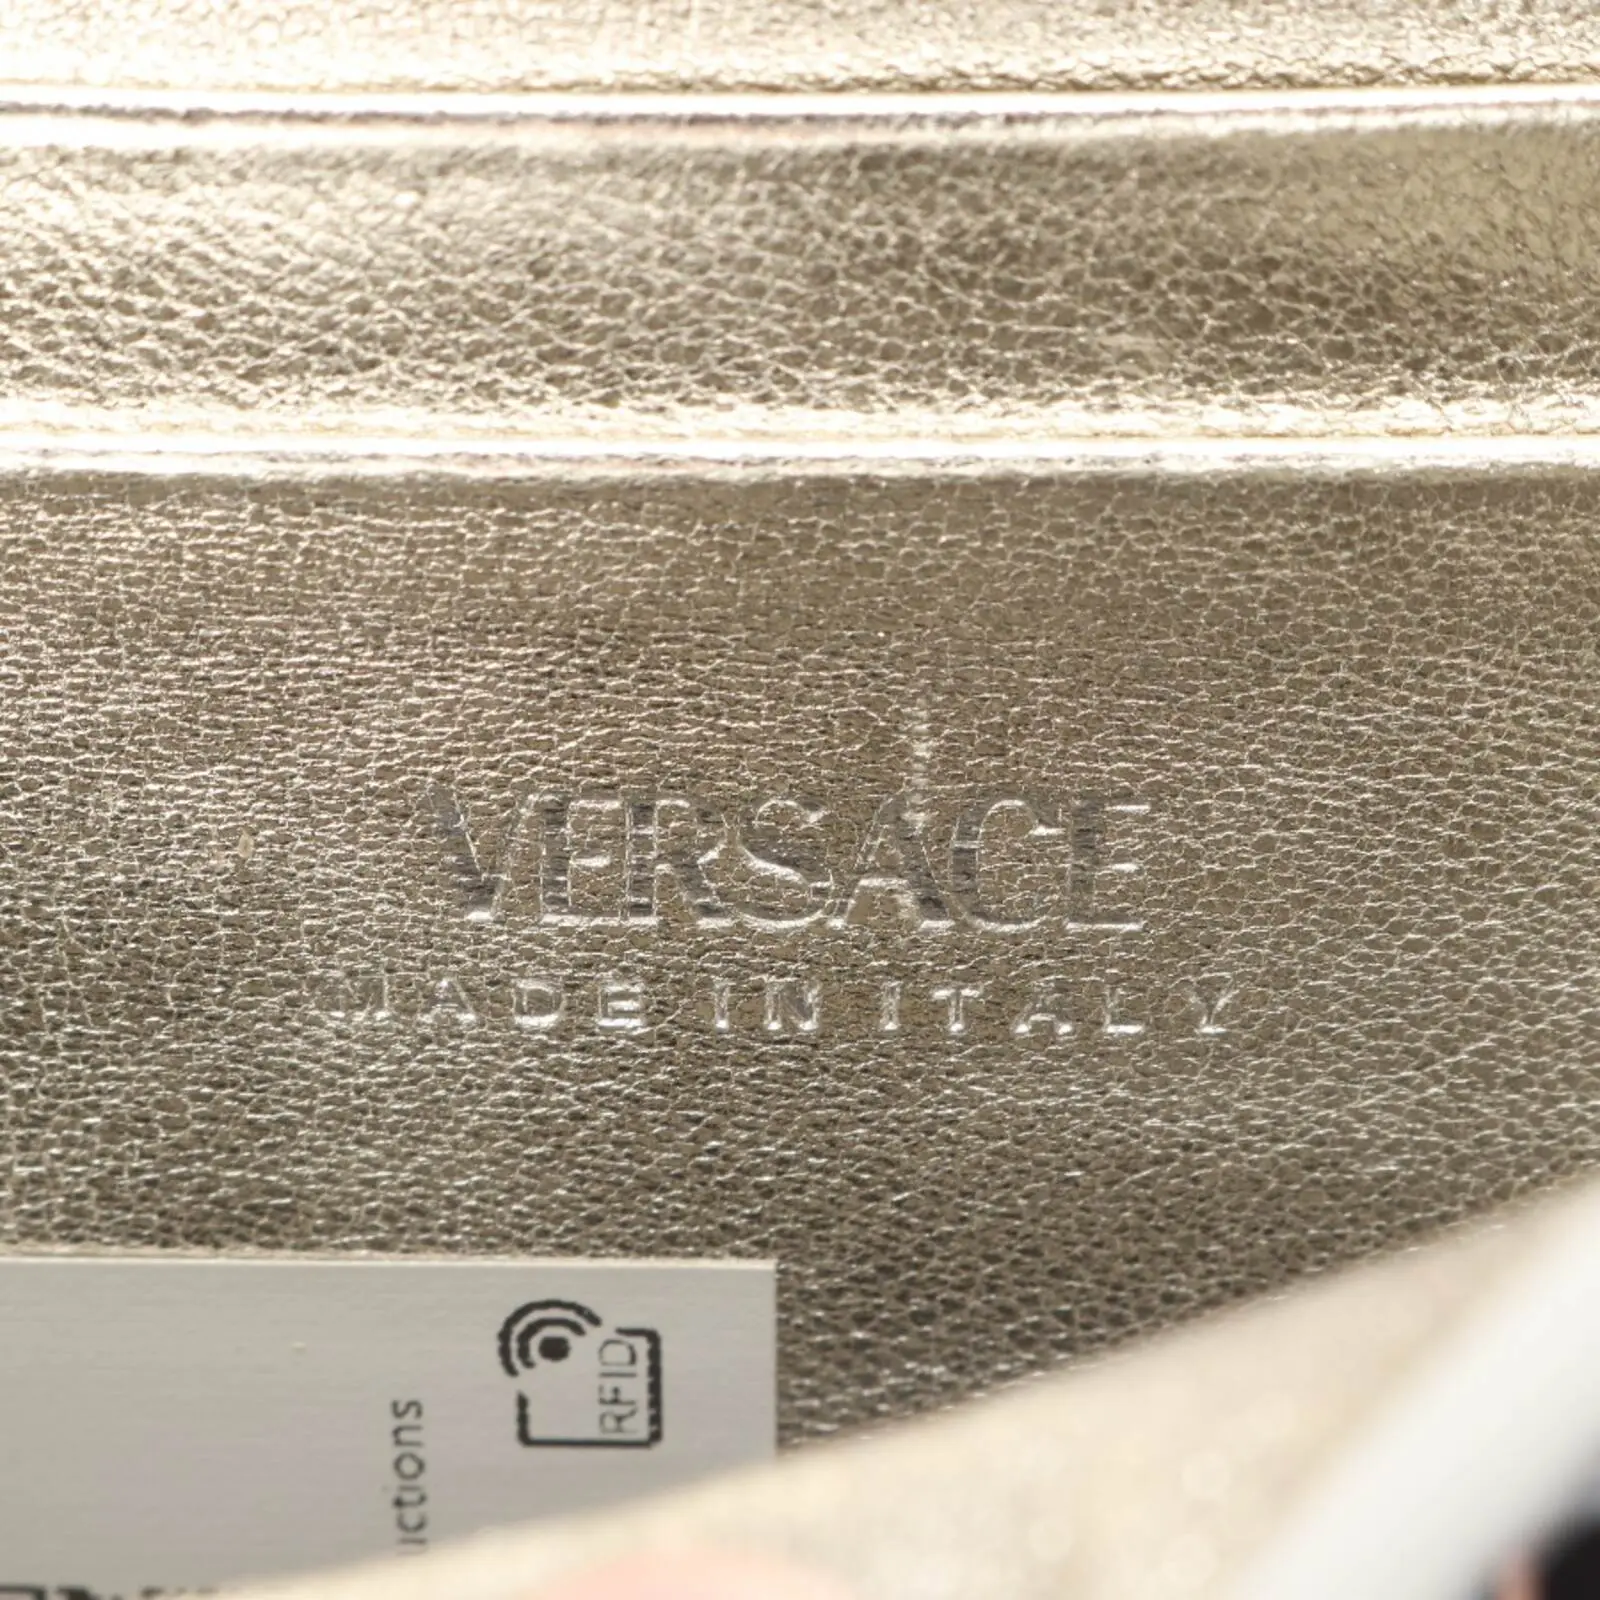 VERSACE
MADE IN ITALY
RFID
uctions